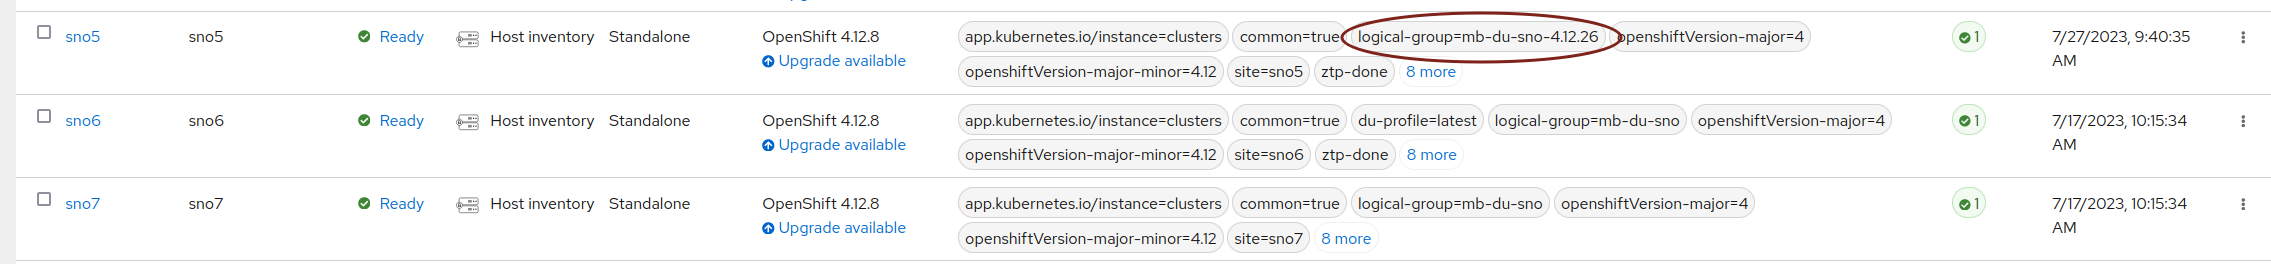 sno5 sno5 Ready Host inventory Standalone OpenShift 4.12.8 app.kubernetes.io/instance=clusters common=true logical-group=mb-du-sno-4.12.26 openshiftVersion-major=4 1 7/27/2023, 9:40:35
Upgrade available openshiftVersion-major-minor=4.12 site=sno5 ztp-done 8 more AM
sno6 sno6 Ready Host inventory Standalone OpenShift 4.12.8 app.kubernetes.io/instance=clusters common=true du-profile=latest logical-group=mb-du-sno openshiftVersion-major=4 1 7/17/2023, 10:15:34
Upgrade available openshiftVersion-major-minor=4.12 site=sno6 ztp-done 8 more AM
sno7 sno7 Ready Host inventory Standalone OpenShift 4.12.8 app.kubernetes.io/instance=clusters common=true logical-group=mb-du-sno openshiftVersion-major=4 1 7/17/2023, 10:15:34
Upgrade available openshiftVersion-major-minor=4.12 site=sno7 8 more AM